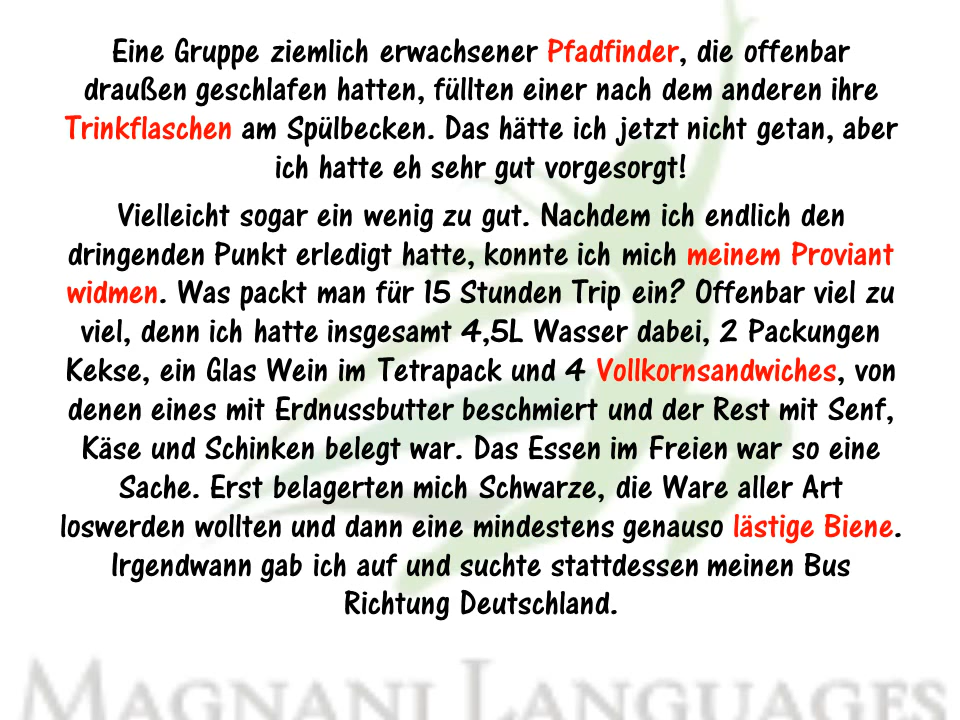 Eine Gruppe ziemlich erwachsener Pfadfinder, die offenbar
draußen geschlafen hatten, füllten einer nach dem anderen ihre
Trinkflaschen am Spülbecken. Das hätte ich jetzt nicht getan, aber
ich hatte eh sehr gut vorgesorgt!
Vielleicht sogar ein wenig zu gut. Nachdem ich endlich den
dringenden Punkt erledigt hatte, konnte ich mich meinem Proviant
widmen. Was packt man für 15 Stunden Trip ein? Offenbar viel zu
viel, denn ich hatte insgesamt 4,5L Wasser dabei, 2 Packungen
Kekse, ein Glas Wein im Tetrapack und 4 Vollkornsandwiches, von
denen eines mit Erdnussbutter beschmiert und der Rest mit Senf,
Käse und Schinken belegt war. Das Essen im Freien war so eine
Sache. Erst belagerten mich Schwarze, die Ware aller Art
loswerden wollten und dann eine mindestens genauso lästige Biene.
Irgendwann gab ich auf und suchte stattdessen meinen Bus
Richtung Deutschland.
MAGNANI LANGUAGES